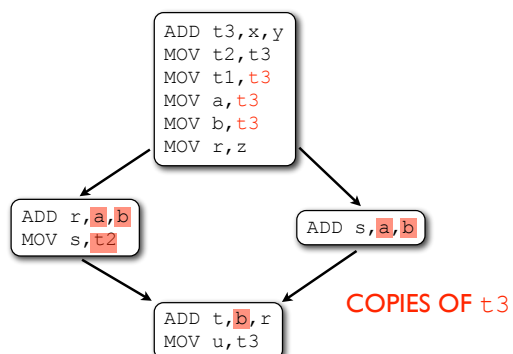 ADD t3,x,y
MOV t2,t3
MOV t1,t3
MOV a,t3
MOV b,t3
MOV r,z
ADD r,a,b
MOV s,t2
ADD s,a,b
COPIES OF t3
ADD t,b,r
MOV u,t3